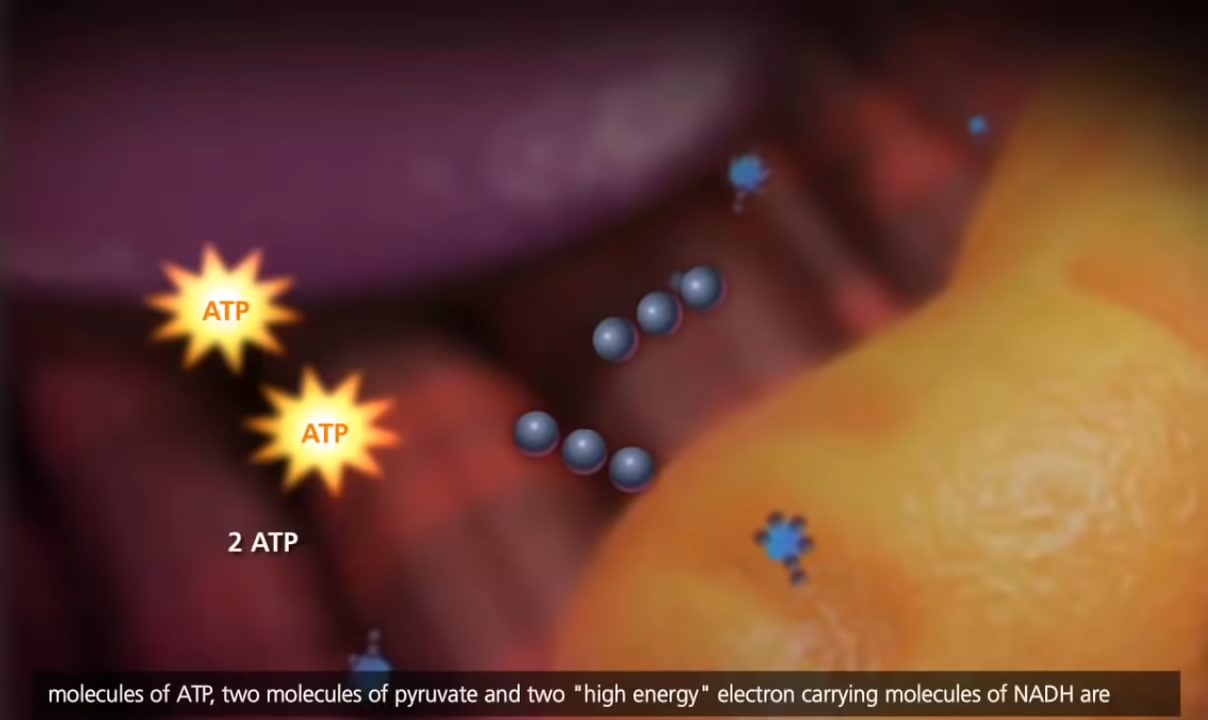 ATP
ATP
2 ATP
molecules of ATP, two molecules of pyruvate and two "high energy" electron carrying molecules of NADH are